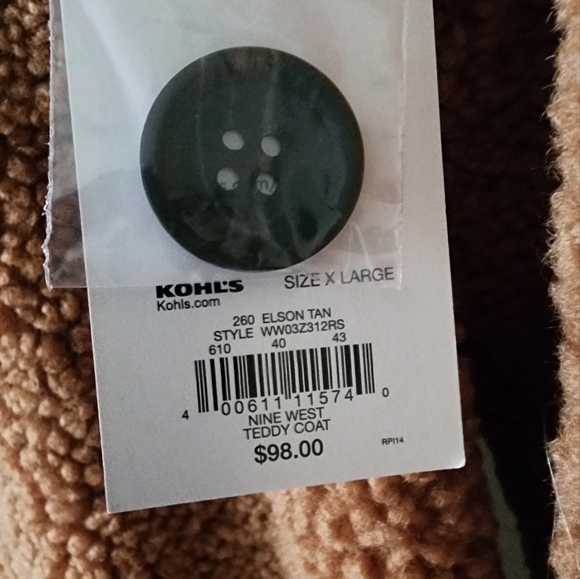 KOHL'S SIZE X LARGE
Kohls.com
260 ELSON TAN
STYLE WW03Z312RS
610 40 43
4 00611 11574 0
NINE WEST
TEDDY COAT
$98.00
RPI14